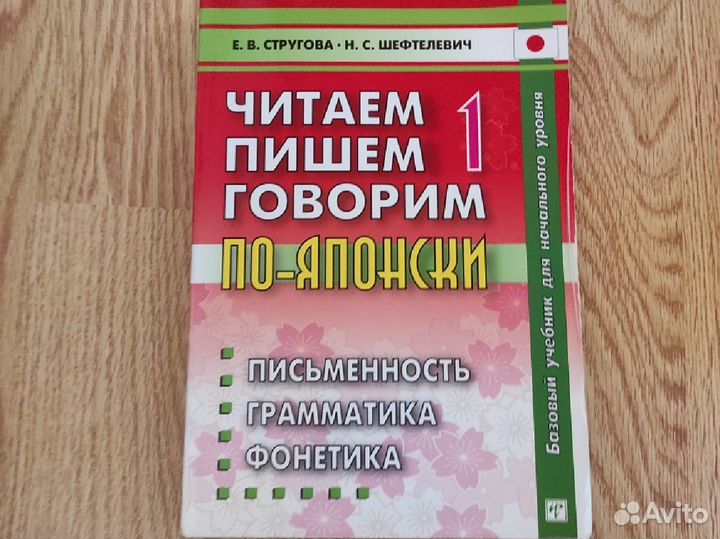 Е. В. СТРУГОВА · Н. С. ШЕФТЕЛЕВИЧ
ЧИТАЕМ
ПИШЕМ
ГОВОРИМ
1
ПО-ЯПОНСКИ
ПИСЬМЕННОСТЬ
ГРАММАТИКА
ФОНЕТИКА
Базовый учебник для начального уровня
Avito